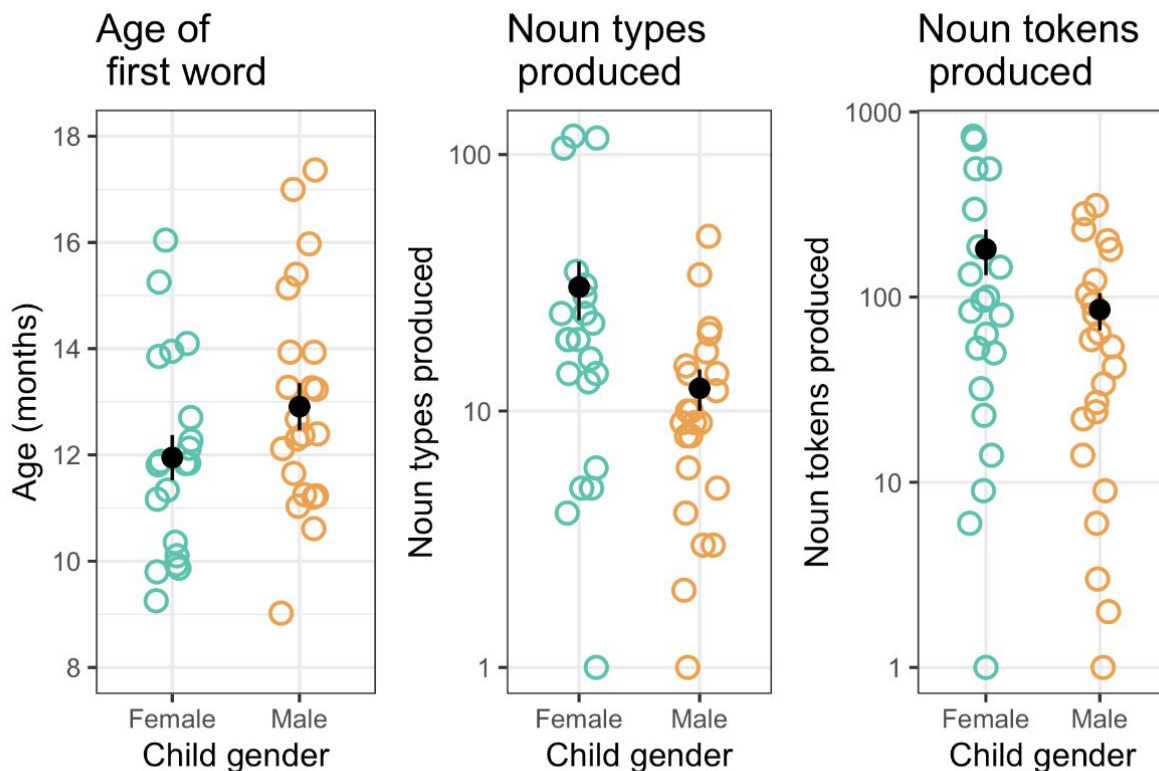 Age of
first word
Age (months)
18
16
14
12
10
8
Female Male
Child gender
Noun types
produced
Noun types produced
100
10
1
Female Male
Child gender
Noun tokens
produced
Noun tokens produced
1000
100
10
1
Female Male
Child gender